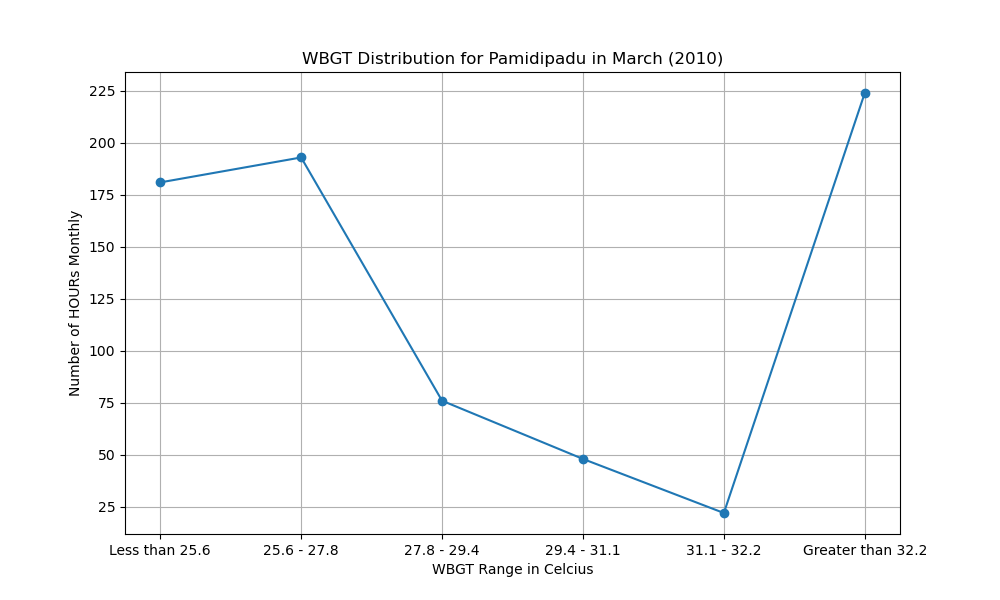 WBGT Distribution for Pamidipadu in March (2010)
Number of HOURs Monthly
225
200
175
150
125
100
75
50
25
Less than 25.6
25.6 - 27.8
27.8 - 29.4
29.4 - 31.1
31.1 - 32.2
Greater than 32.2
WBGT Range in Celcius